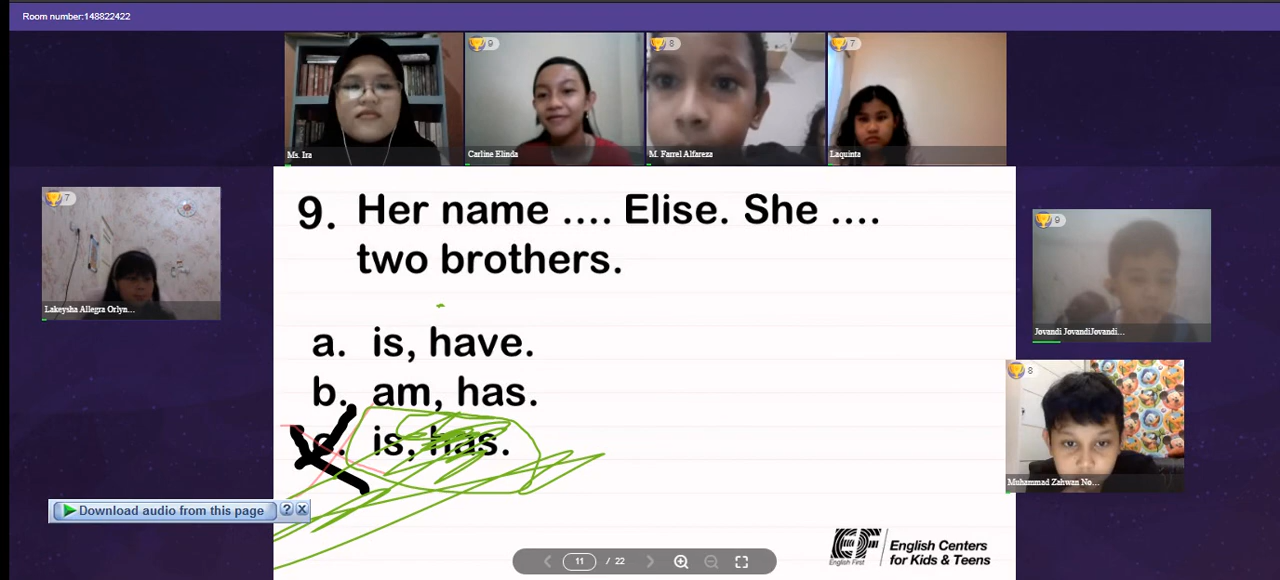 Room number:148822422
9
8
7
Ms. Ira
Carline Elinda
M. Farrel Alfareza
Laquinta
7
Lakeysha Allegra Orlyn...
9
Jovandi JovandiJovandi...
8
Muhammad Zahwan No...
9. Her name .... Elise. She ....
two brothers.
a. is, have.
b. am, has.
c. is, has.
Download audio from this page ? X
11 / 22
EF English First
English Centers
for Kids & Teens